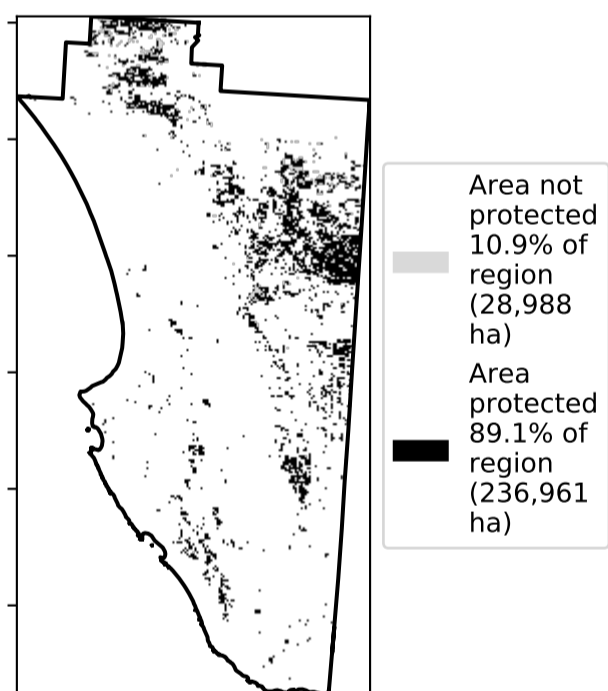 Area not
protected
10.9% of
region
(28,988
ha)
Area
protected
89.1% of
region
(236,961
ha)